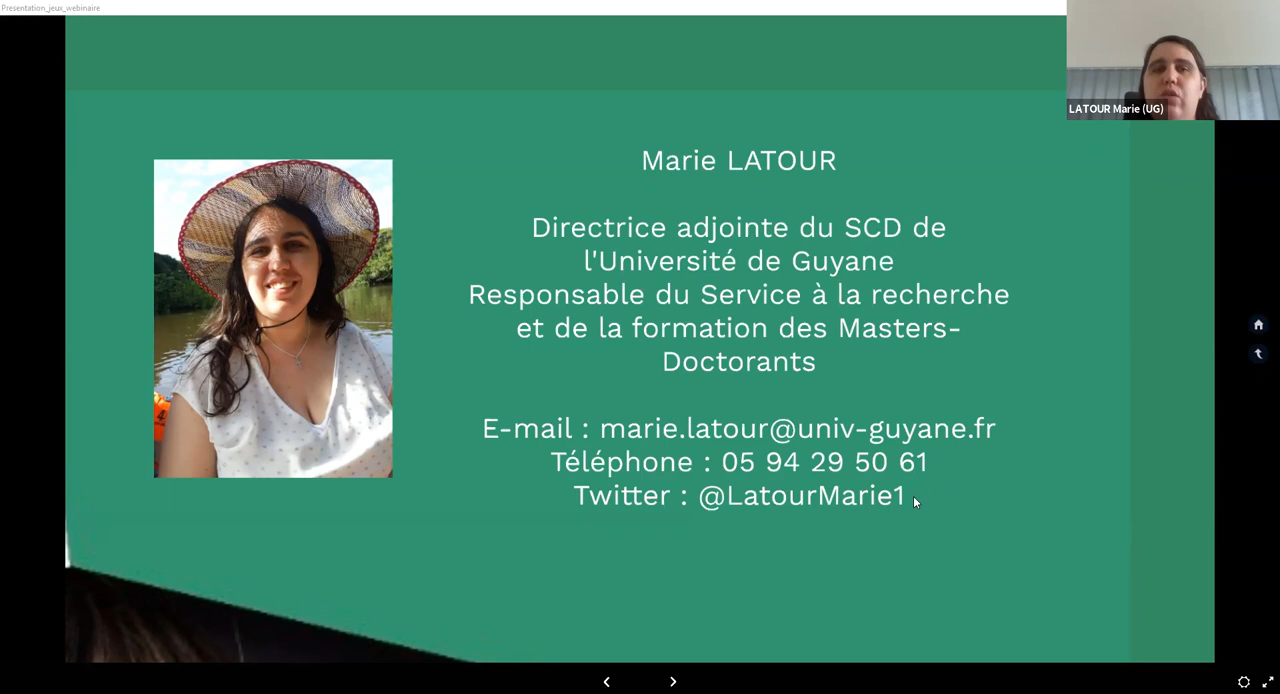 Presentation_jeux_webinaire
LATOUR Marie (UG)
Marie LATOUR
Directrice adjointe du SCD de
l'Université de Guyane
Responsable du Service à la recherche
et de la formation des Masters-
Doctorants
E-mail : marie.latour@univ-guyane.fr
Téléphone : 05 94 29 50 61
Twitter : @LatourMarie1